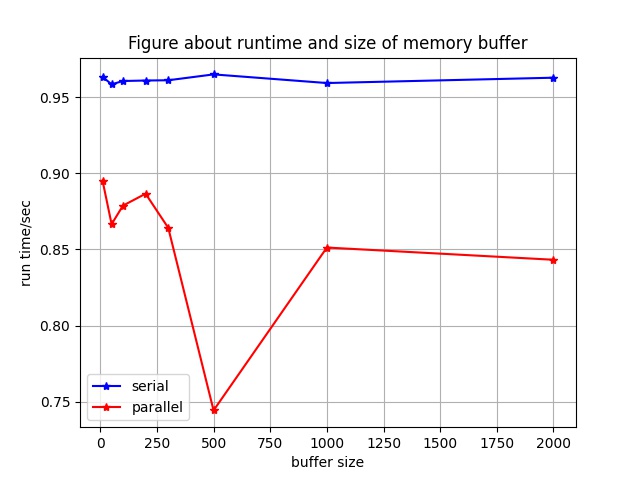 Figure about runtime and size of memory buffer
run time/sec
0.95
0.90
0.85
0.80
0.75
serial
parallel
0 250 500 750 1000 1250 1500 1750 2000
buffer size